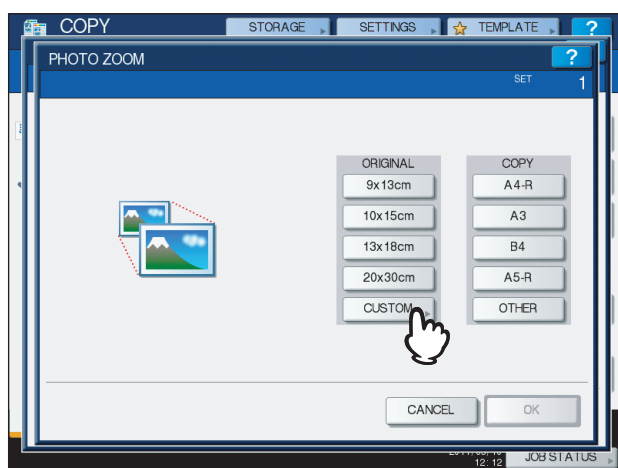 COPY
STORAGE
SETTINGS
TEMPLATE
?
PHOTO ZOOM
?
SET
1
ORIGINAL
COPY
9x13cm
A4-R
10x15cm
A3
13x18cm
B4
20x30cm
A5-R
CUSTOM
OTHER
CANCEL
OK
12:12
JOB STATUS